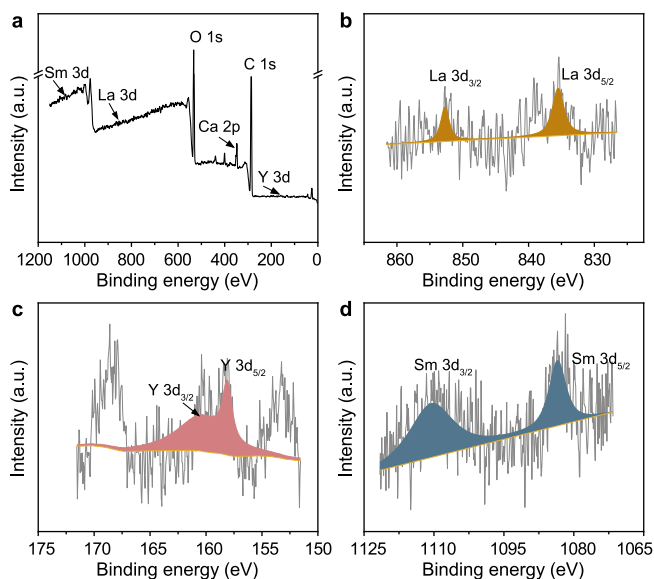 a
O 1s
C 1s
Sm 3d
La 3d
Ca 2p
Y 3d
Intensity (a.u.)
1200 1000 800 600 400 200 0
Binding energy (eV)
b
La 3d3/2
La 3d5/2
Intensity (a.u.)
860 850 840 830
Binding energy (eV)
c
Y 3d5/2
Y 3d3/2
Intensity (a.u.)
175 170 165 160 155 150
Binding energy (eV)
d
Sm 3d3/2
Sm 3d5/2
Intensity (a.u.)
1125 1110 1095 1080 1065
Binding energy (eV)